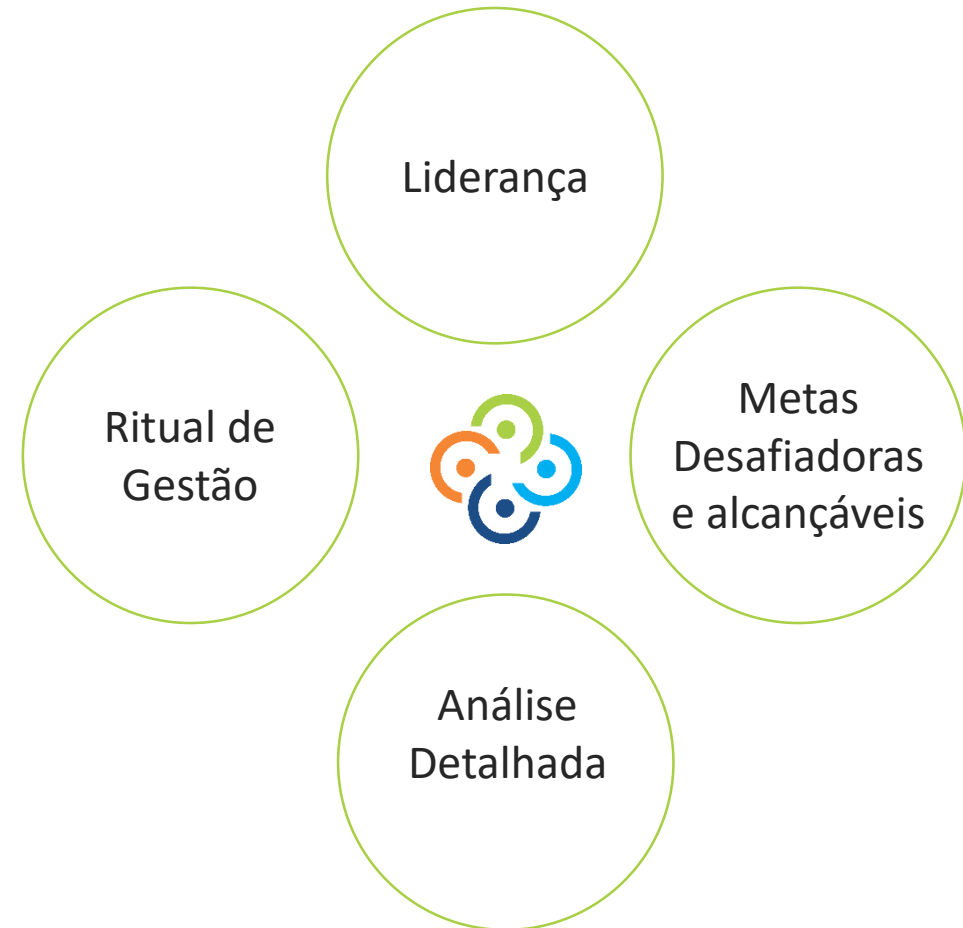 Liderança
Ritual de
Gestão
Metas
Desafiadoras
e alcançáveis
Análise
Detalhada